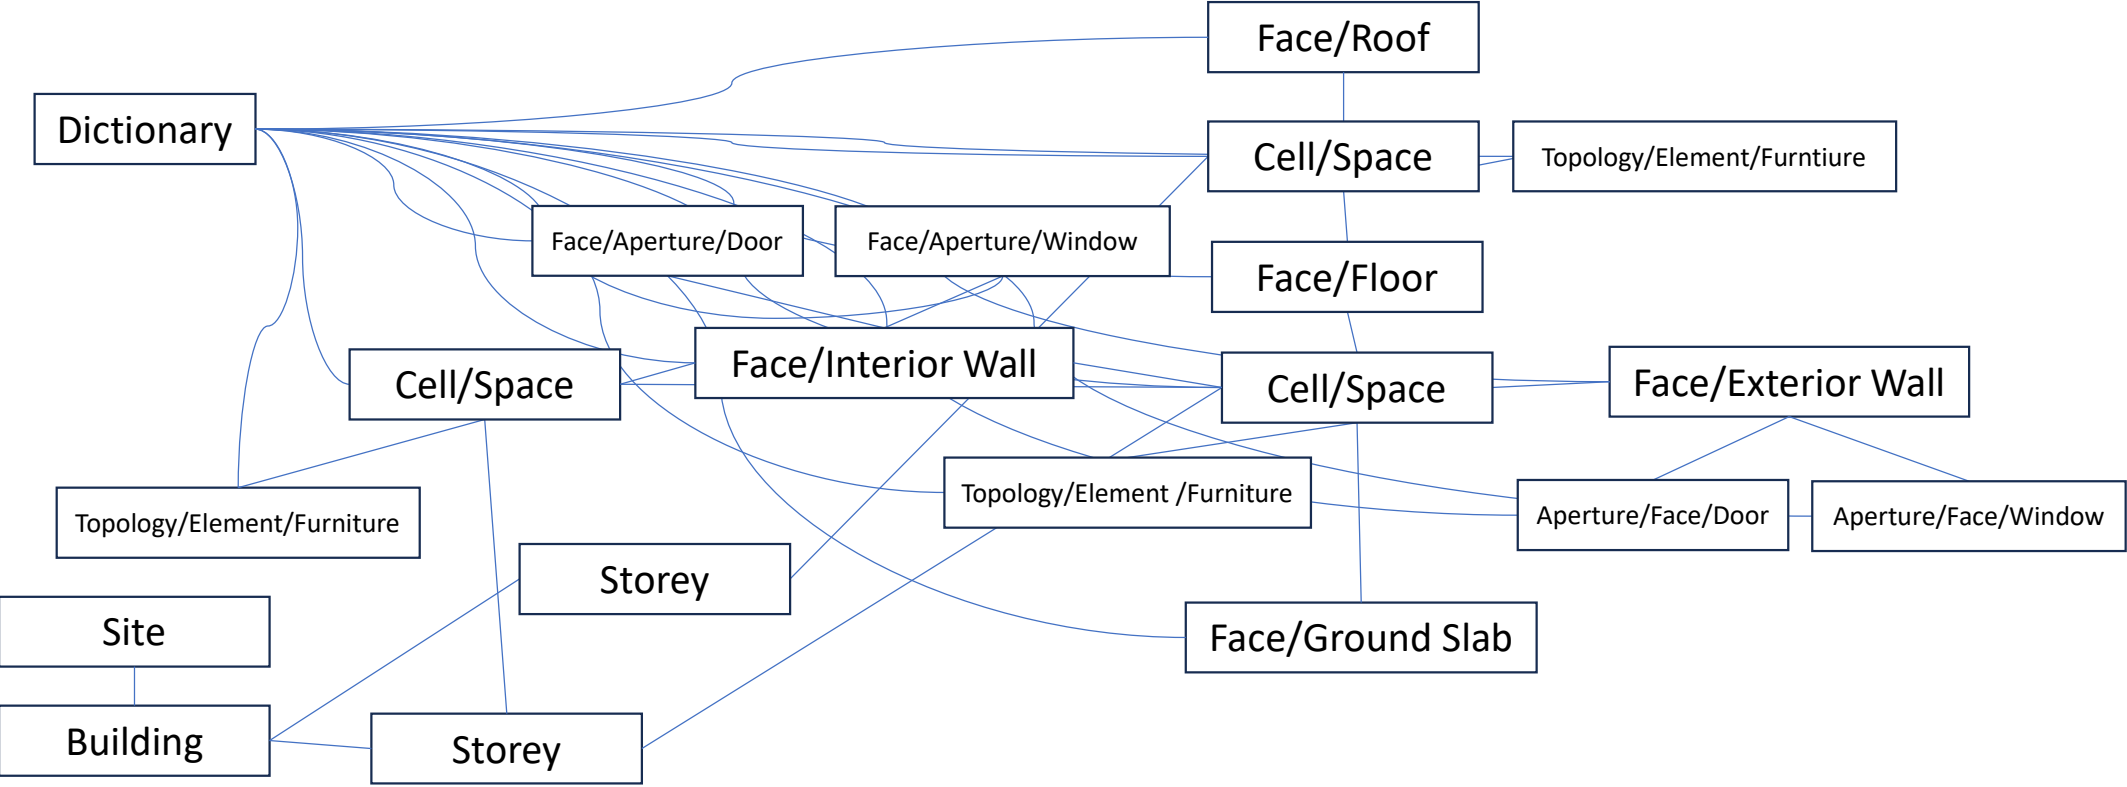 Face/Roof
Dictionary
Cell/Space
Topology/Element/Furntiure
Face/Aperture/Door
Face/Aperture/Window
Face/Floor
Cell/Space
Face/Interior Wall
Cell/Space
Face/Exterior Wall
Topology/Element/Furniture
Topology/Element /Furniture
Aperture/Face/Door
Aperture/Face/Window
Storey
Site
Face/Ground Slab
Building
Storey